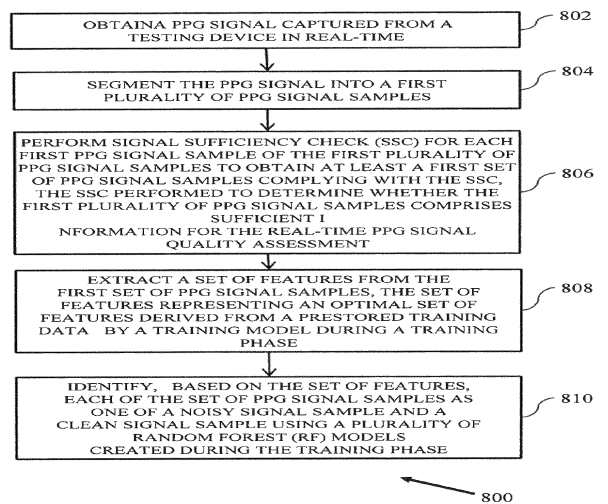 OBTAINA PPG SIGNAL CAPTURED FROM A
TESTING DEVICE IN REAL-TIME
802
SEGMENT THE PPG SIGNAL INTO A FIRST
PLURALITY OF PPG SIGNAL SAMPLES
804
PERFORM SIGNAL SUFFICIENCY CHECK (SSC) FOR EACH
FIRST PPG SIGNAL SAMPLE OF THE FIRST PLURALITY OF
PPG SIGNAL SAMPLES TO OBTAIN AT LEAST A FIRST SET
OF PPG SIGNAL SAMPLES COMPLYING WITH THE SSC,
THE SSC PERFORMED TO DETERMINE WHETHER THE
FIRST PLURALITY OF PPG SIGNAL SAMPLES COMPRISES
SUFFICIENT I
NFORMATION FOR THE REAL-TIME PPG SIGNAL
QUALITY ASSESSMENT
806
EXTRACT A SET OF FEATURES FROM THE
FIRST SET OF PPG SIGNAL SAMPLES, THE SET OF
FEATURES REPRESENTING AN OPTIMAL SET OF
FEATURES DERIVED FROM A PRESTORED TRAINING
DATA BY A TRAINING MODEL DURING A TRAINING
PHASE
808
IDENTIFY, BASED ON THE SET OF FEATURES,
EACH OF THE SET OF PPG SIGNAL SAMPLES AS
ONE OF A NOISY SIGNAL SAMPLE AND A
CLEAN SIGNAL SAMPLE USING A PLURALITY OF
RANDOM FOREST (RF) MODELS
CREATED DURING THE TRAINING PHASE
810
800